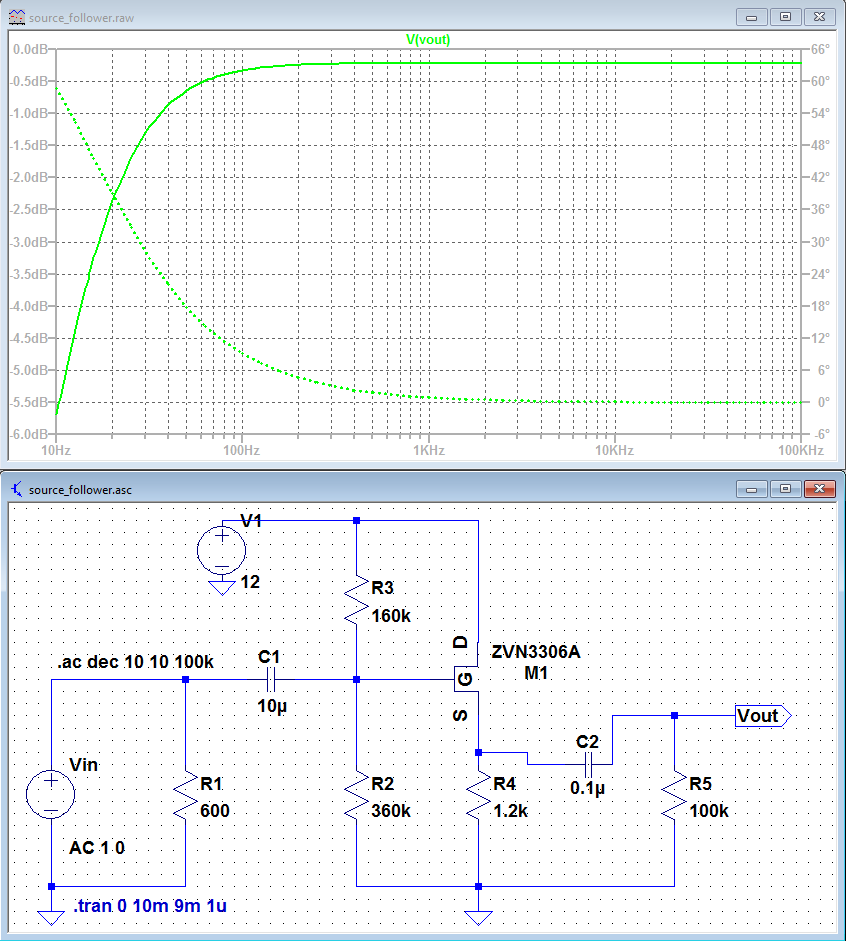 source_follower.raw
V(vout)
0.0dB 66°
-0.5dB 60°
-1.0dB 54°
-1.5dB 48°
-2.0dB 42°
-2.5dB 36°
-3.0dB 30°
-3.5dB 24°
-4.0dB 18°
-4.5dB 12°
-5.0dB 6°
-5.5dB 0°
-6.0dB -6°
10Hz 100Hz 1KHz 10KHz 100KHz
source_follower.asc
V1
12
R3
160k
D
ZVN3306A
M1
.ac dec 10 10 100k
C1
G
10µ
S
Vout
C2
Vin
R1
R2
R4
0.1µ
R5
600
360k
1.2k
100k
AC 1 0
.tran 0 10m 9m 1u